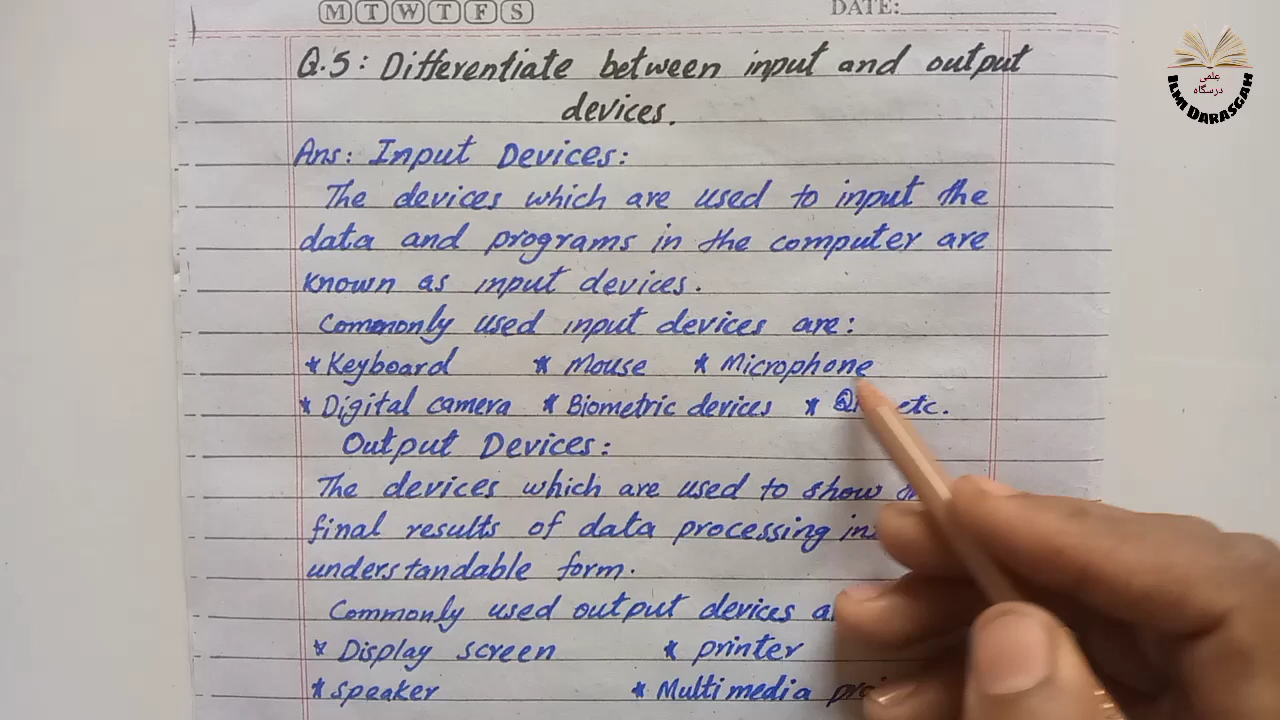 M T W T F S
DATE:
علمی
درسگاه
ILMI DARASGAH
Q.5: Differentiate between input and output
devices.
Ans: Input Devices:
The devices which are used to input the
data and programs in the computer are
known as input devices.
Commonly used input devices are:
* Keyboard * Mouse * Microphone
* Digital camera * Biometric devices * etc.
Output Devices:
The devices which are used to show
final results of data processing
understandable form.
Commonly used output devices
* Display screen * printer
* speaker * Multimedia